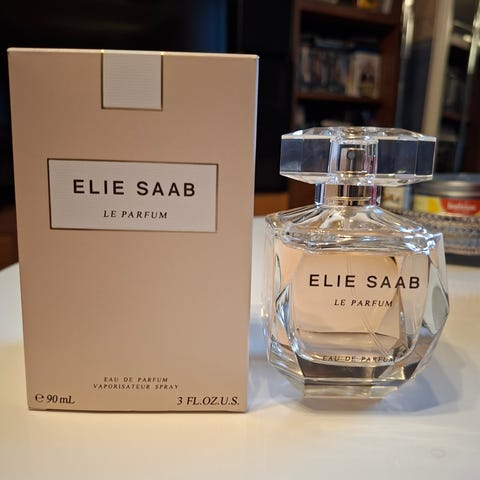 ELIE SAAB
LE PARFUM
EAU DE PARFUM
VAPORISATEUR SPRAY
℮ 90 mL
3 FL.OZ.U.S.
ELIE SAAB
LE PARFUM
EAU DE PARFUM